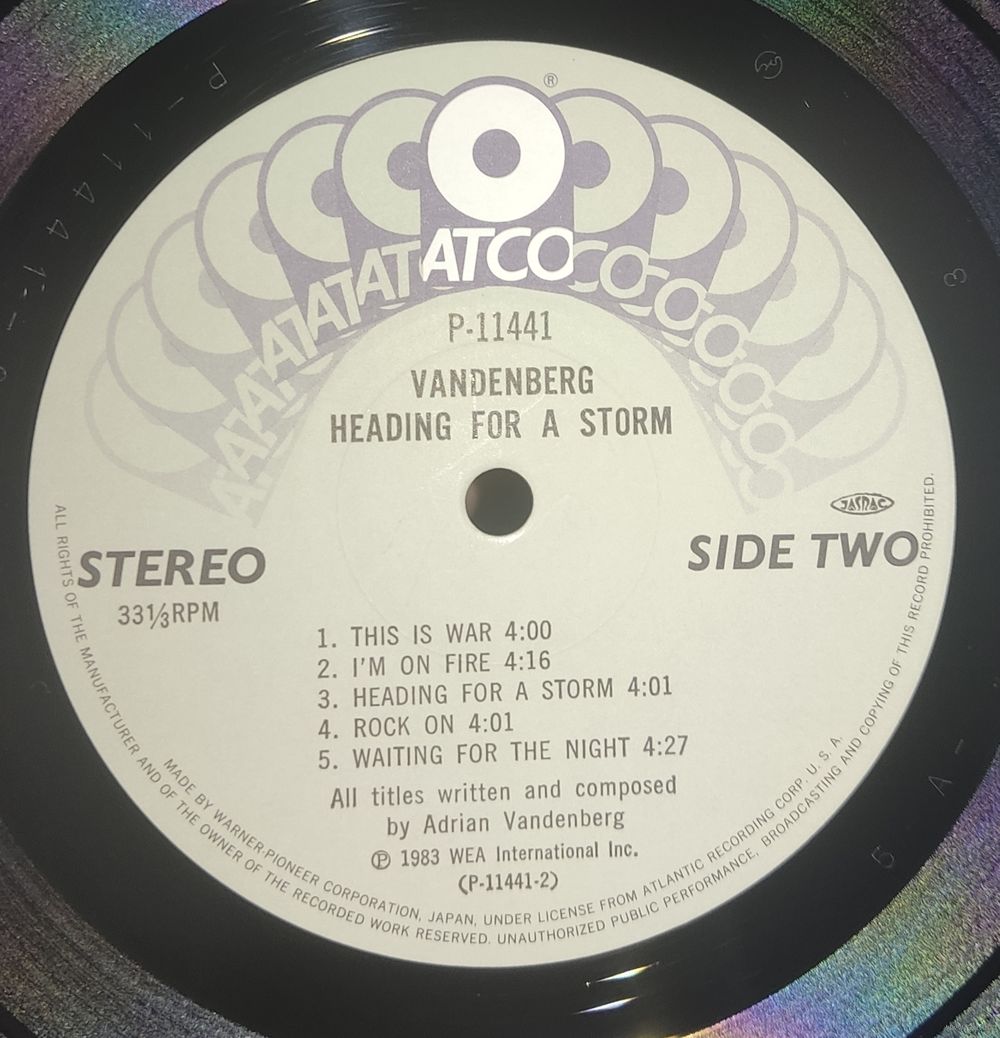 ®
ATCO
P-11441
VANDENBERG
HEADING FOR A STORM
JASRAC
STEREO
SIDE TWO
33⅓RPM
1. THIS IS WAR 4:00
2. I'M ON FIRE 4:16
3. HEADING FOR A STORM 4:01
4. ROCK ON 4:01
5. WAITING FOR THE NIGHT 4:27
All titles written and composed
by Adrian Vandenberg
Ⓟ 1983 WEA International Inc.
(P-11441-2)
MADE BY WARNER-PIONEER CORPORATION, JAPAN, UNDER LICENSE FROM ATLANTIC RECORDING CORP. U. S. A.
ALL RIGHTS OF THE MANUFACTURER AND OF THE OWNER OF THE RECORDED WORK RESERVED. UNAUTHORIZED PUBLIC PERFORMANCE, BROADCASTING AND COPYING OF THIS RECORD PROHIBITED.